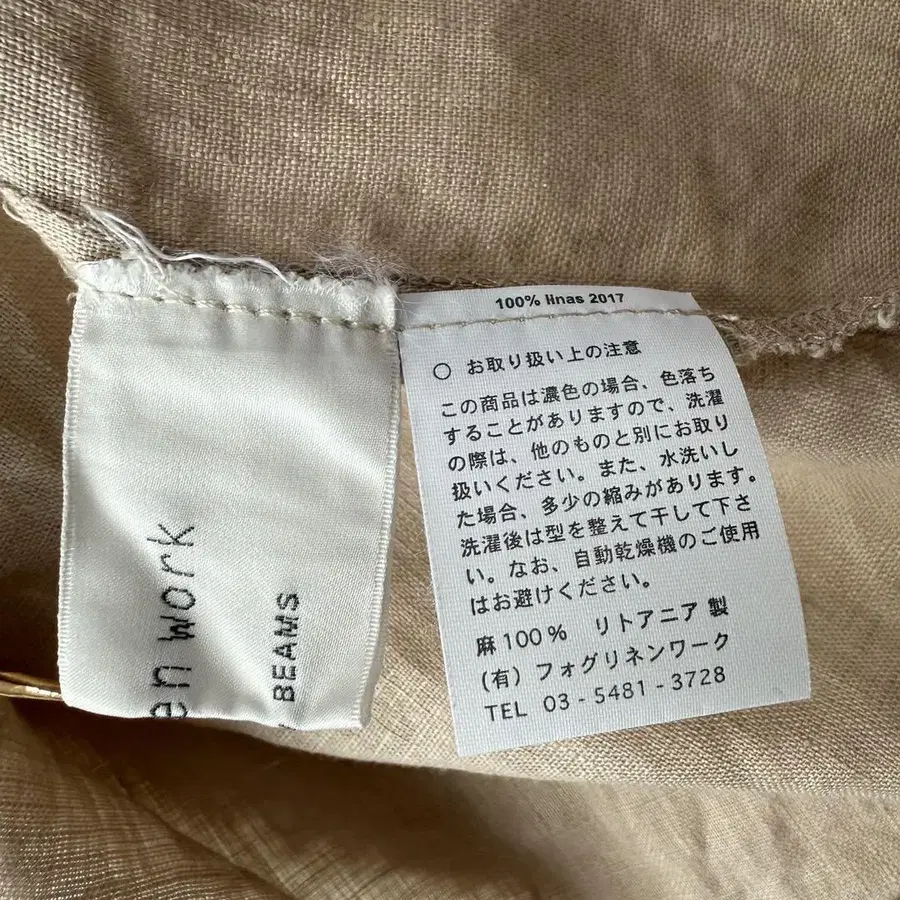 en work
BEAMS
100% linas 2017
○ お取り扱い上の注意
この商品は濃色の場合、色落ち
することがありますので、洗濯
の際は、他のものと別にお取り
扱いください。また、水洗いし
た場合、多少の縮みがあります。
洗濯後は型を整えて干して下さ
い。なお、自動乾燥機のご使用
はお避けください。
麻100% リトアニア製
(有)フォグリネンワーク
TEL 03-5481-3728